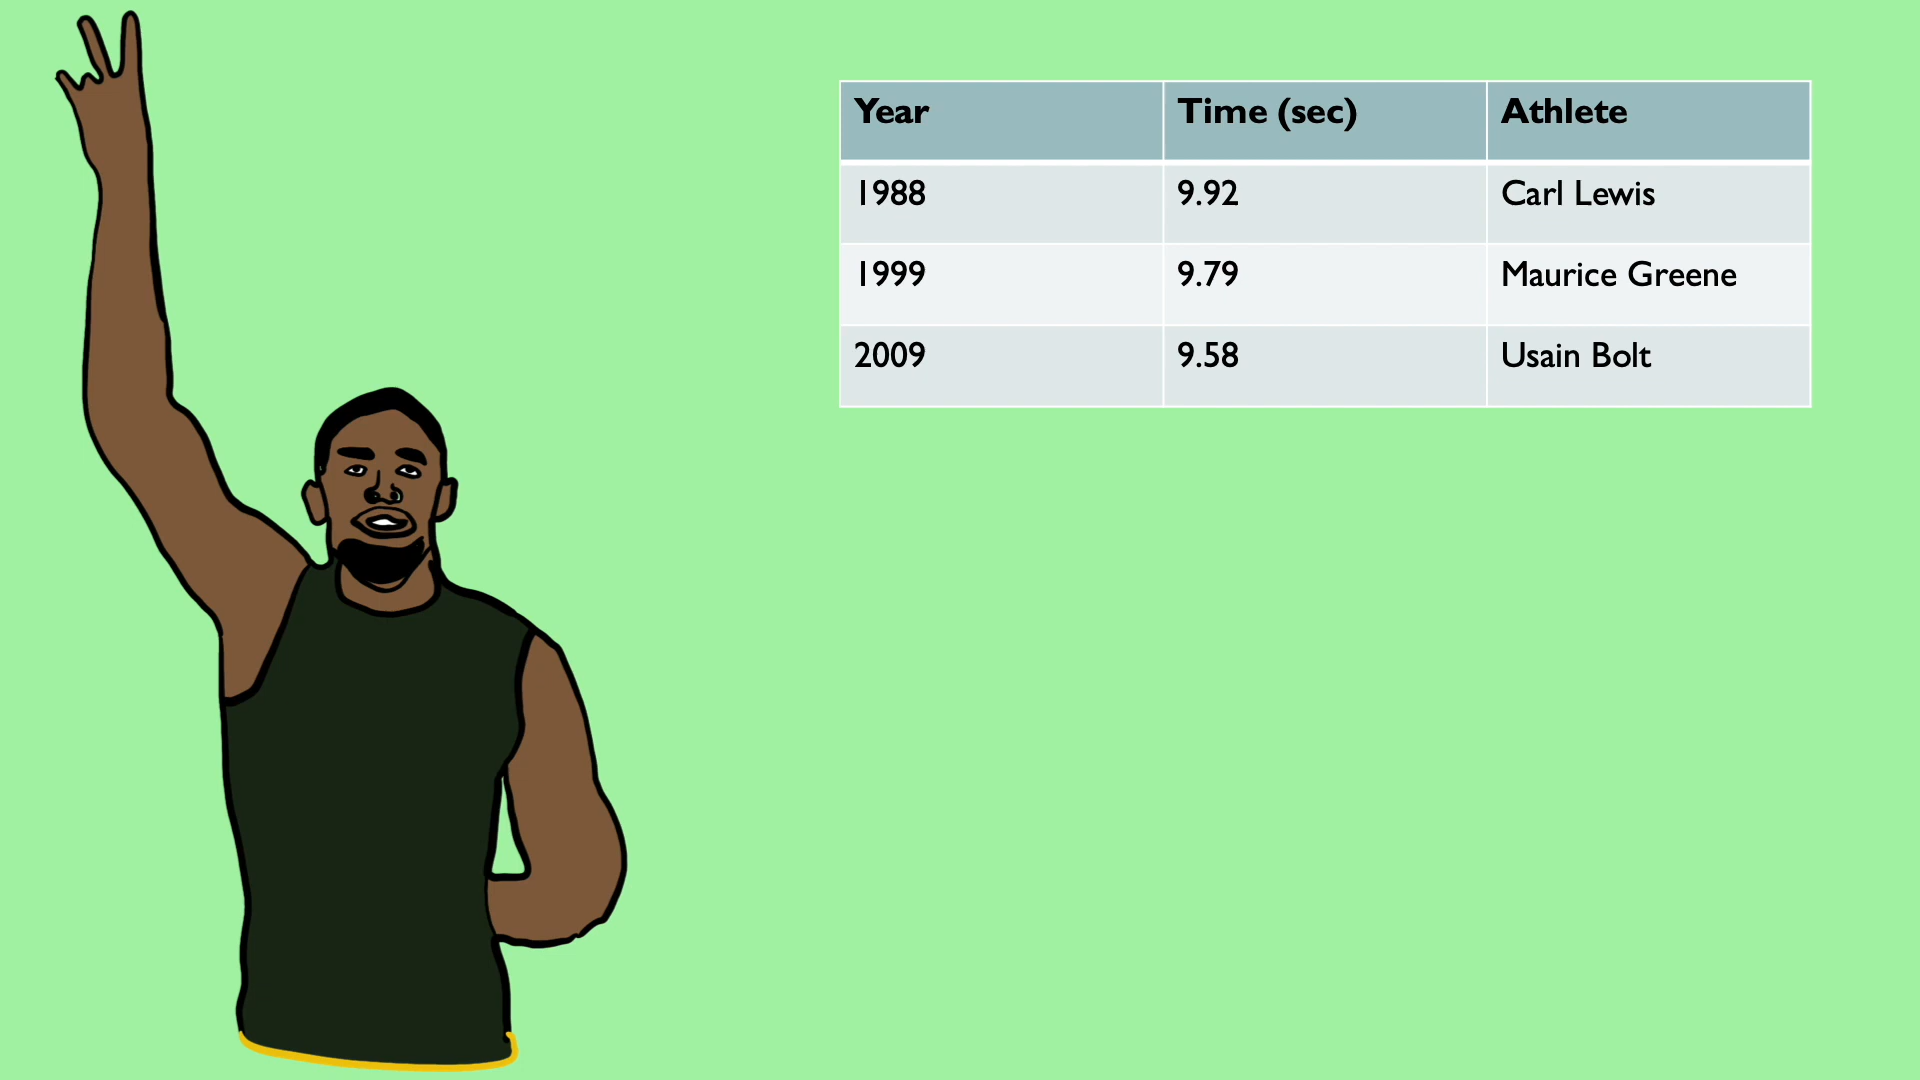 Year Time (sec) Athlete
1988 9.92 Carl Lewis
1999 9.79 Maurice Greene
2009 9.58 Usain Bolt